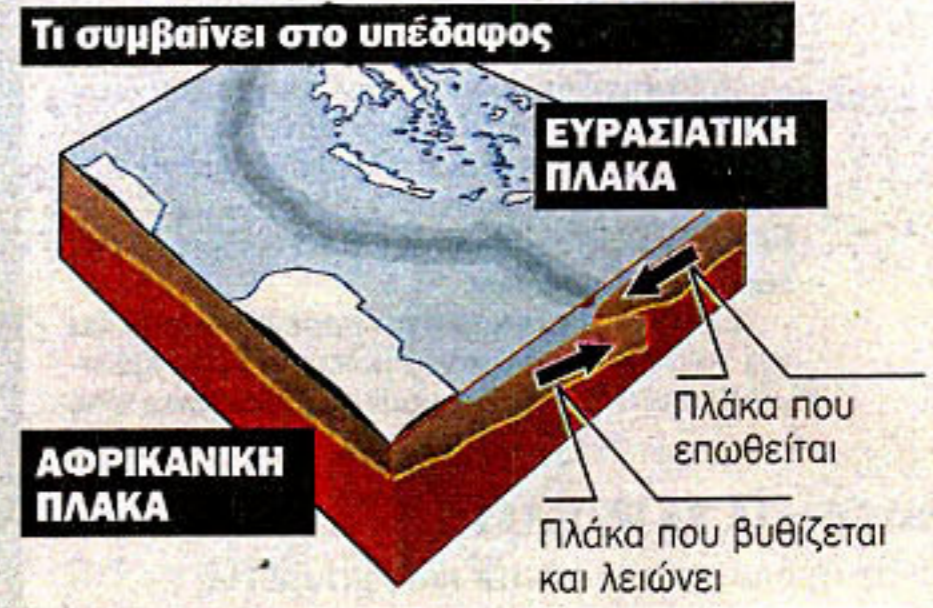 Τι συμβαίνει στο υπέδαφος
ΕΥΡΑΣΙΑΤΙΚΗ
ΠΛΑΚΑ
Πλάκα που
επωθείται
ΑΦΡΙΚΑΝΙΚΗ
ΠΛΑΚΑ
Πλάκα που βυθίζεται
και λειώνει